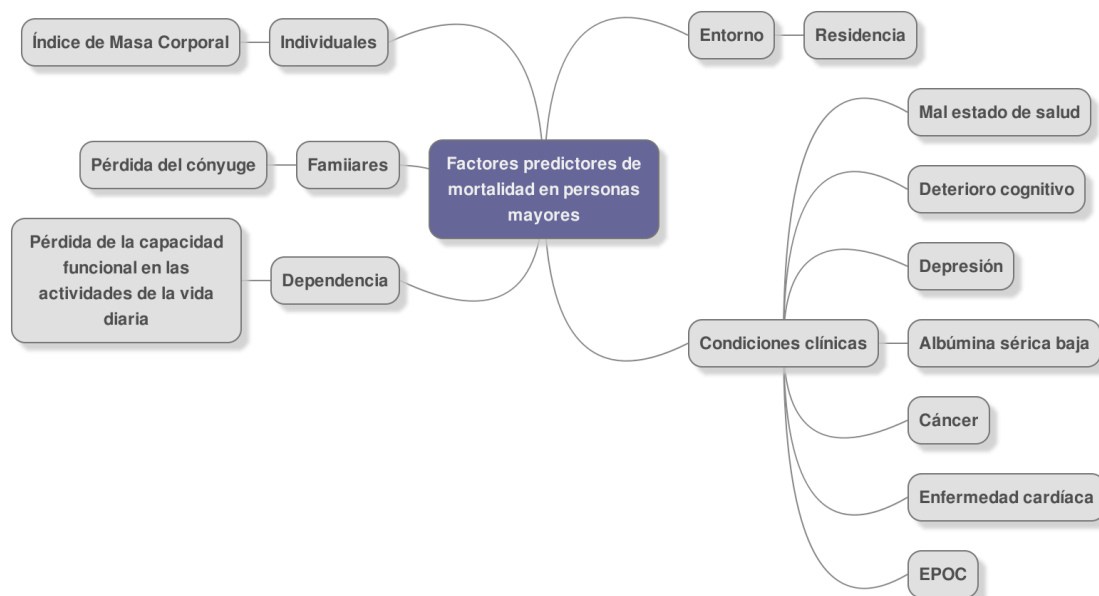 Factores predictores de
mortalidad en personas
mayores
Individuales
Índice de Masa Corporal
Famiiares
Pérdida del cónyuge
Dependencia
Pérdida de la capacidad
funcional en las
actividades de la vida
diaria
Entorno
Residencia
Condiciones clínicas
Mal estado de salud
Deterioro cognitivo
Depresión
Albúmina sérica baja
Cáncer
Enfermedad cardíaca
EPOC